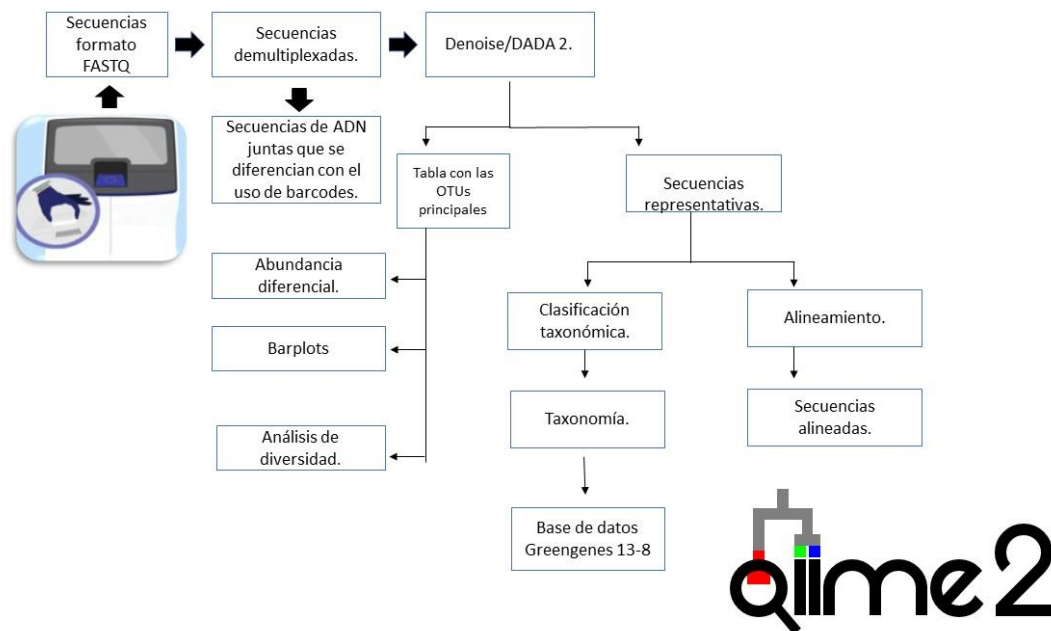 Secuencias
formato
FASTQ
Secuencias
demultiplexadas.
Denoise/DADA 2.
Secuencias de ADN
juntas que se
diferencian con el
uso de barcodes.
Tabla con las
OTUs
principales
Secuencias
representativas.
Abundancia
diferencial.
Barplots
Análisis de
diversidad.
Clasificación
taxonómica.
Alineamiento.
Taxonomía.
Secuencias
alineadas.
Base de datos
Greengenes 13-8
qiime2